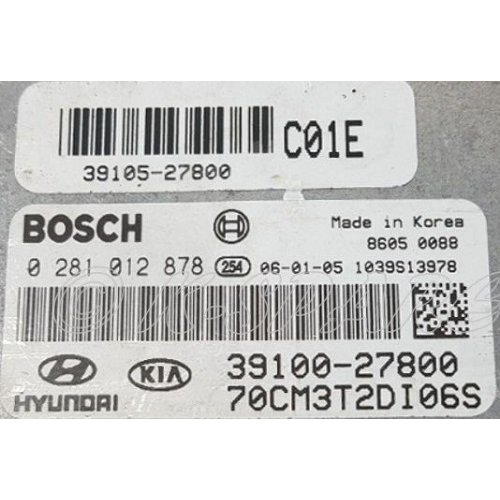 C01E
39105-27800
BOSCH
Made in Korea
8605 0088
0 281 012 878 254 06-01-05 1039S13978
39100-27800
HYUNDAI KIA 70CM3T2DI06S